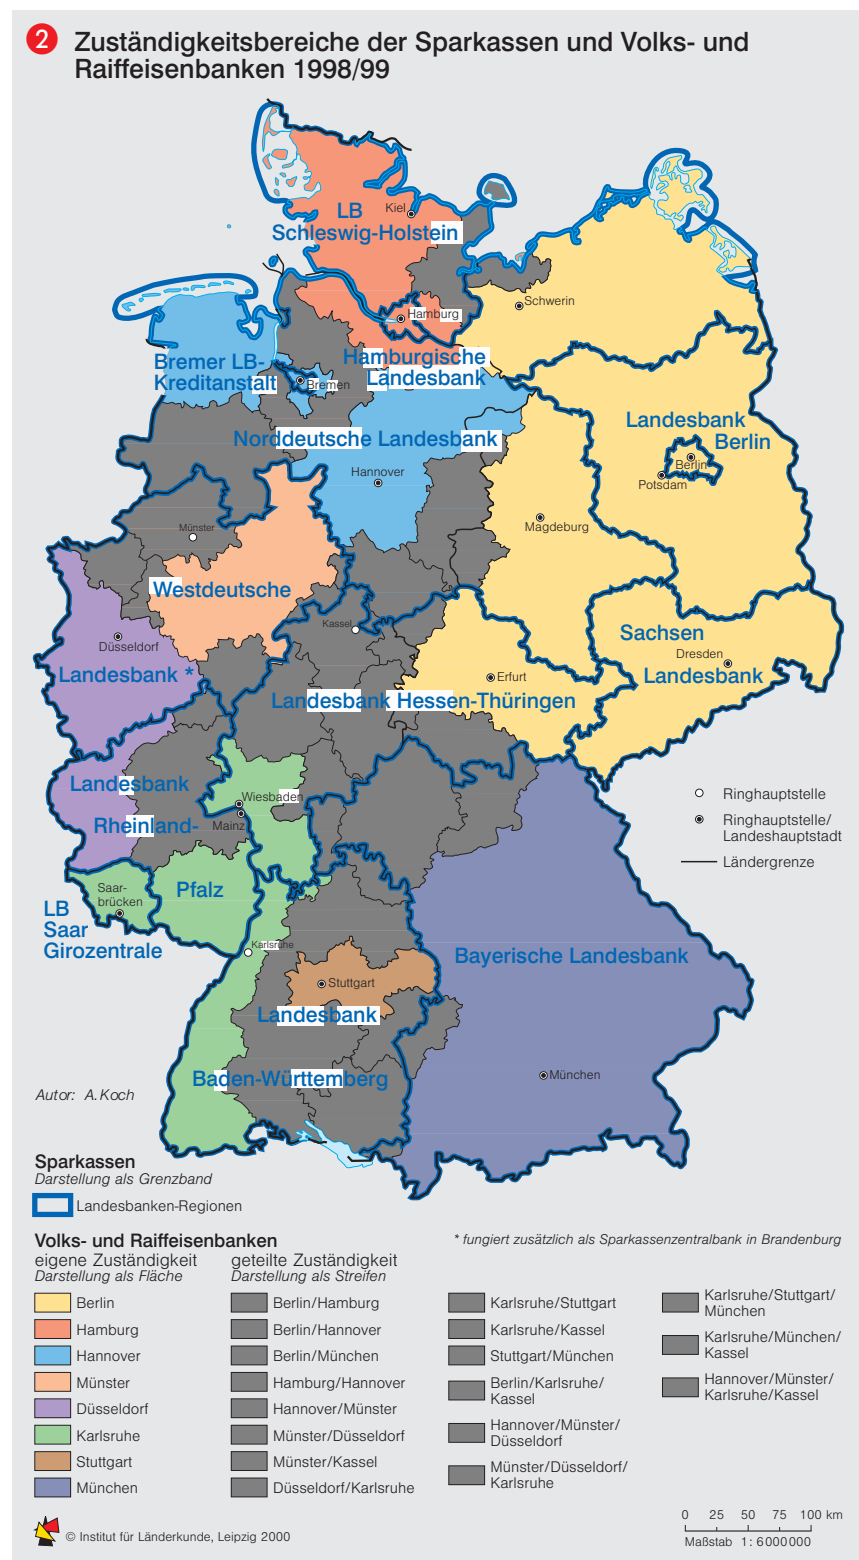 2
Zuständigkeitsbereiche der Sparkassen und Volks- und
Raiffeisenbanken 1998/99
LB
Kiel
Schleswig-Holstein
Schwerin
Hamburg
Hamburgische
Landesbank
Bremer LB-
Kreditanstalt
Bremen
Norddeutsche Landesbank
Hannover
Landesbank
Berlin
Berlin
Potsdam
Magdeburg
Münster
Westdeutsche
Düsseldorf
Landesbank *
Kassel
Sachsen
Dresden
Landesbank
Erfurt
Landesbank Hessen-Thüringen
Landesbank
Rheinland-
Wiesbaden
Mainz
Pfalz
Saar-
brücken
LB
Saar
Girozentrale
Karlsruhe
Stuttgart
Landesbank
Baden-Württemberg
Bayerische Landesbank
München
Ringhauptstelle
Ringhauptstelle/
Landeshauptstadt
Ländergrenze
Autor: A. Koch
Sparkassen
Darstellung als Grenzband
Landesbanken-Regionen
Volks- und Raiffeisenbanken
* fungiert zusätzlich als Sparkassenzentralbank in Brandenburg
eigene Zuständigkeit
Darstellung als Fläche
Berlin
Hamburg
Hannover
Münster
Düsseldorf
Karlsruhe
Stuttgart
München
geteilte Zuständigkeit
Darstellung als Streifen
Berlin/Hamburg
Berlin/Hannover
Berlin/München
Hamburg/Hannover
Hannover/Münster
Münster/Düsseldorf
Münster/Kassel
Düsseldorf/Karlsruhe
Karlsruhe/Stuttgart
Karlsruhe/Kassel
Stuttgart/München
Berlin/Karlsruhe/
Kassel
Hannover/Münster/
Düsseldorf
Münster/Düsseldorf/
Karlsruhe
Karlsruhe/Stuttgart/
München
Karlsruhe/München/
Kassel
Hannover/Münster/
Karlsruhe/Kassel
© Institut für Länderkunde, Leipzig 2000
0 25 50 75 100 km
Maßstab 1: 6000000